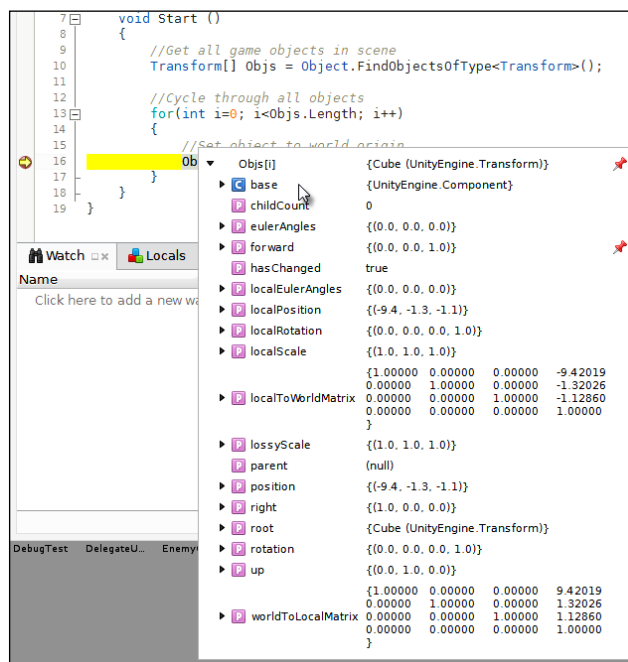 7 void Start ()
8 {
9 //Get all game objects in scene
10 Transform[] Objs = Object.FindObjectsOfType<Transform>();
11
12 //Cycle through all objects
13 for(int i=0; i<Objs.Length; i++)
14 {
15 //Set object to world origin
16 Ob
17 }
18 }
19 }
Objs[i] {Cube (UnityEngine.Transform)}
C base {UnityEngine.Component}
P childCount 0
P eulerAngles {(0.0, 0.0, 0.0)}
P forward {(0.0, 0.0, 1.0)}
P hasChanged true
P localEulerAngles {(0.0, 0.0, 0.0)}
P localPosition {(-9.4, -1.3, -1.1)}
P localRotation {(0.0, 0.0, 0.0, 1.0)}
P localScale {(1.0, 1.0, 1.0)}
{1.00000 0.00000 0.00000 -9.42019
0.00000 1.00000 0.00000 -1.32026
P localToWorldMatrix 0.00000 0.00000 1.00000 -1.12860
0.00000 0.00000 0.00000 1.00000
}
P lossyScale {(1.0, 1.0, 1.0)}
P parent (null)
P position {(-9.4, -1.3, -1.1)}
P right {(1.0, 0.0, 0.0)}
P root {Cube (UnityEngine.Transform)}
P rotation {(0.0, 0.0, 0.0, 1.0)}
P up {(0.0, 1.0, 0.0)}
{1.00000 0.00000 0.00000 9.42019
0.00000 1.00000 0.00000 1.32026
P worldToLocalMatrix 0.00000 0.00000 1.00000 1.12860
0.00000 0.00000 0.00000 1.00000
}
Watch Locals
Name
Click here to add a new wa
DebugTest DelegateU... Enemy